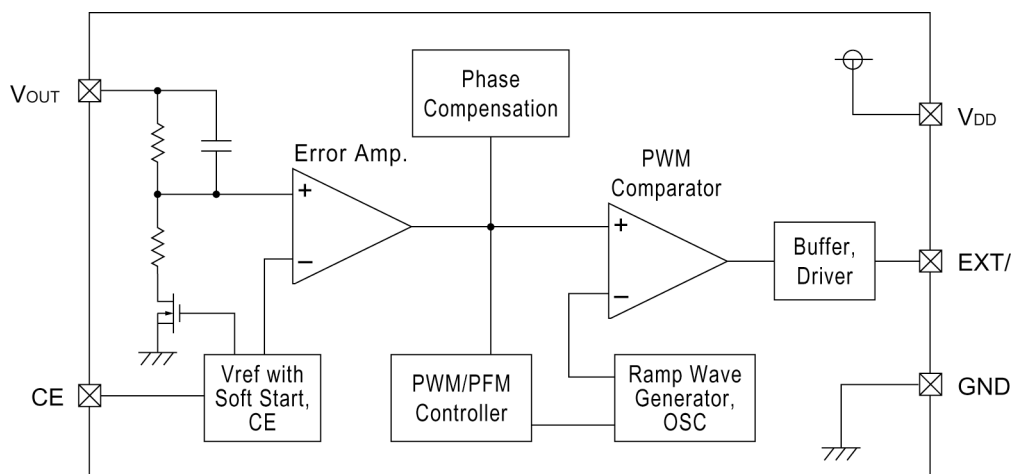 VOUT
Phase
Compensation
VDD
Error Amp.
PWM
Comparator
+
−
+
−
Buffer,
Driver
EXT/
CE
Vref with
Soft Start,
CE
PWM/PFM
Controller
Ramp Wave
Generator,
OSC
GND